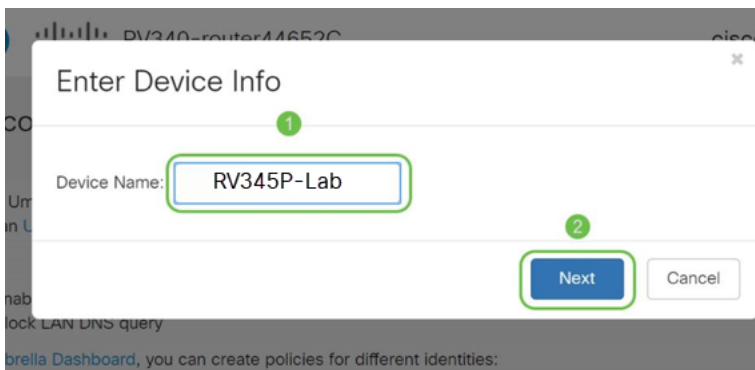 RV340-router44652C
cisco
Enter Device Info
×
1
Device Name: RV345P-Lab
2
Next Cancel
lock LAN DNS query
brella Dashboard, you can create policies for different identities: